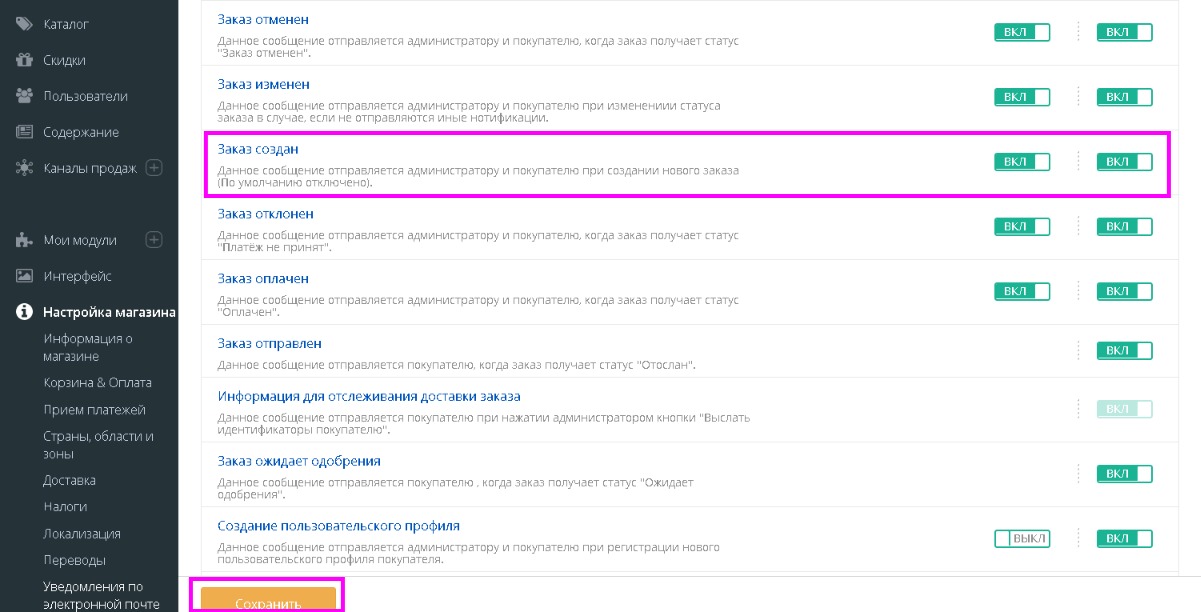 Каталог
Скидки
Пользователи
Содержание
Каналы продаж
Мои модули
Интерфейс
Настройка магазина
Информация о
магазине
Корзина & Оплата
Прием платежей
Страны, области и
зоны
Доставка
Налоги
Локализация
Переводы
Уведомления по
электронной почте
Заказ отменен
Данное сообщение отправляется администратору и покупателю, когда заказ получает статус
"Заказ отменен".
ВКЛ ВКЛ
Заказ изменен
Данное сообщение отправляется администратору и покупателю при изменениии статуса
заказа в случае, если не отправляются иные нотификации.
ВКЛ ВКЛ
Заказ создан
Данное сообщение отправляется администратору и покупателю при создании нового заказа
(По умолчанию отключено).
ВКЛ ВКЛ
Заказ отклонен
Данное сообщение отправляется администратору и покупателю, когда заказ получает статус
"Платёж не принят".
ВКЛ ВКЛ
Заказ оплачен
Данное сообщение отправляется администратору и покупателю, когда заказ получает статус
"Оплачен".
ВКЛ ВКЛ
Заказ отправлен
Данное сообщение отправляется покупателю, когда заказ получает статус "Отослан".
ВКЛ
Информация для отслеживания доставки заказа
Данное сообщение отправляется покупателю при нажатии администратором кнопки "Выслать
идентификаторы покупателю".
ВКЛ
Заказ ожидает одобрения
Данное сообщение отправляется покупателю , когда заказ получает статус "Ожидает
одобрения".
ВКЛ
Создание пользовательского профиля
Данное сообщение отправляется администратору и покупателю при регистрации нового
пользовательского профиля покупателя.
ВЫКЛ ВКЛ
Сохранить